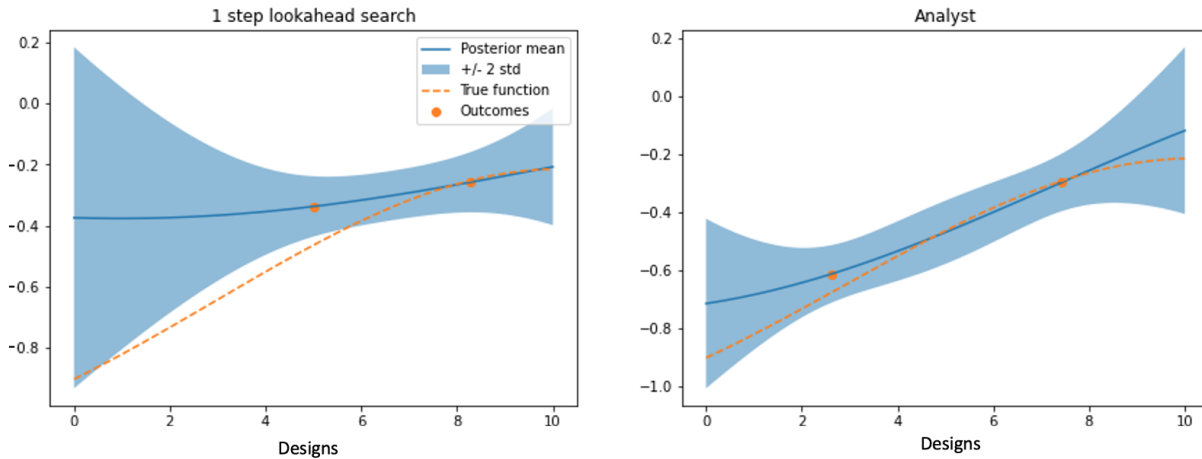 1 step lookahead search
0.2
0.0
−0.2
−0.4
−0.6
−0.8
Posterior mean
+/- 2 std
True function
Outcomes
0 2 4 6 8 10
Designs
Analyst
0.2
0.0
−0.2
−0.4
−0.6
−0.8
−1.0
0 2 4 6 8 10
Designs